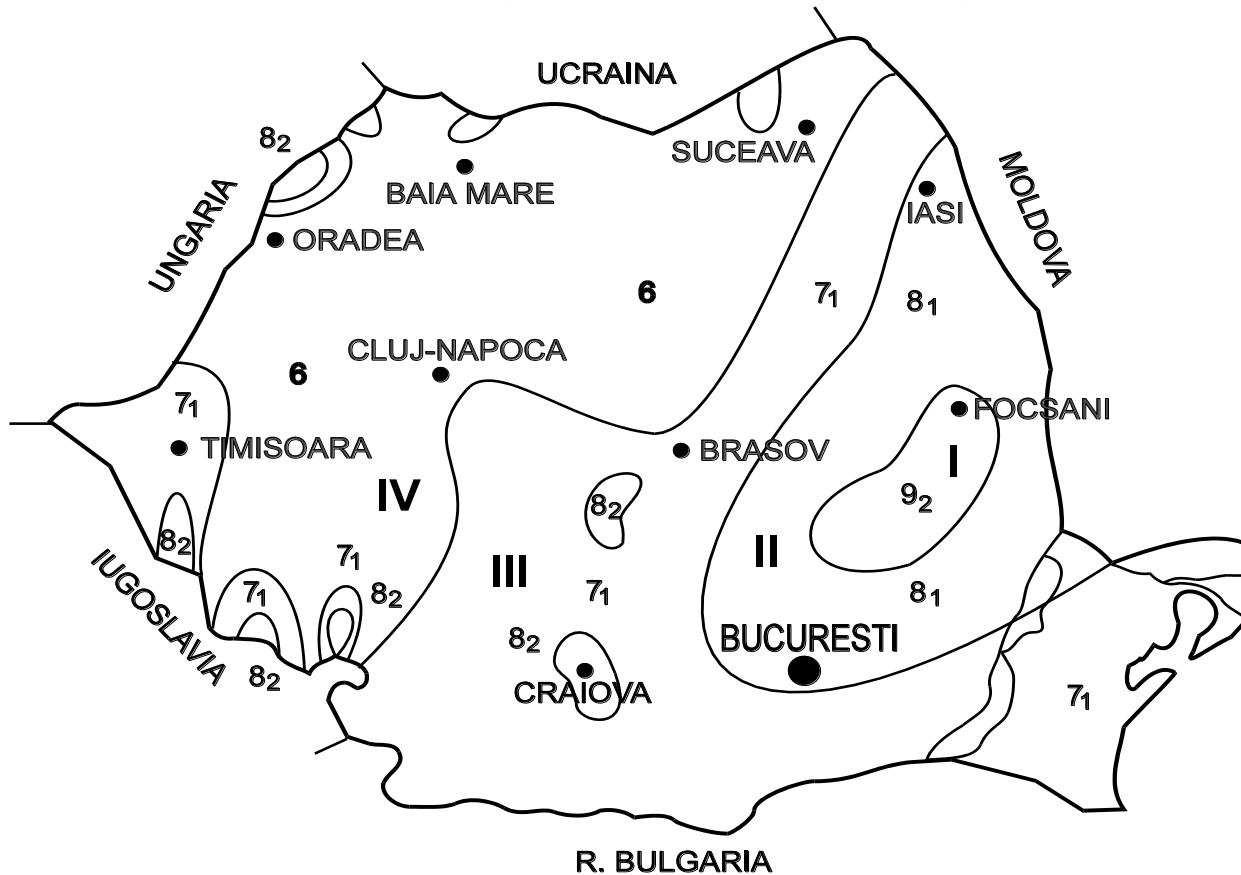 UCRAINA
8₂
SUCEAVA
BAIA MARE
UNGARIA
MOLDOVA
IASI
ORADEA
6
7₁
8₁
CLUJ-NAPOCA
6
7₁
FOCSANI
TIMISOARA
BRASOV
I
IV
8₂
9₂
8₂
7₁
II
III
IUGOSLAVIA
7₁
8₂
7₁
8₁
8₂
BUCURESTI
8₂
CRAIOVA
7₁
R. BULGARIA